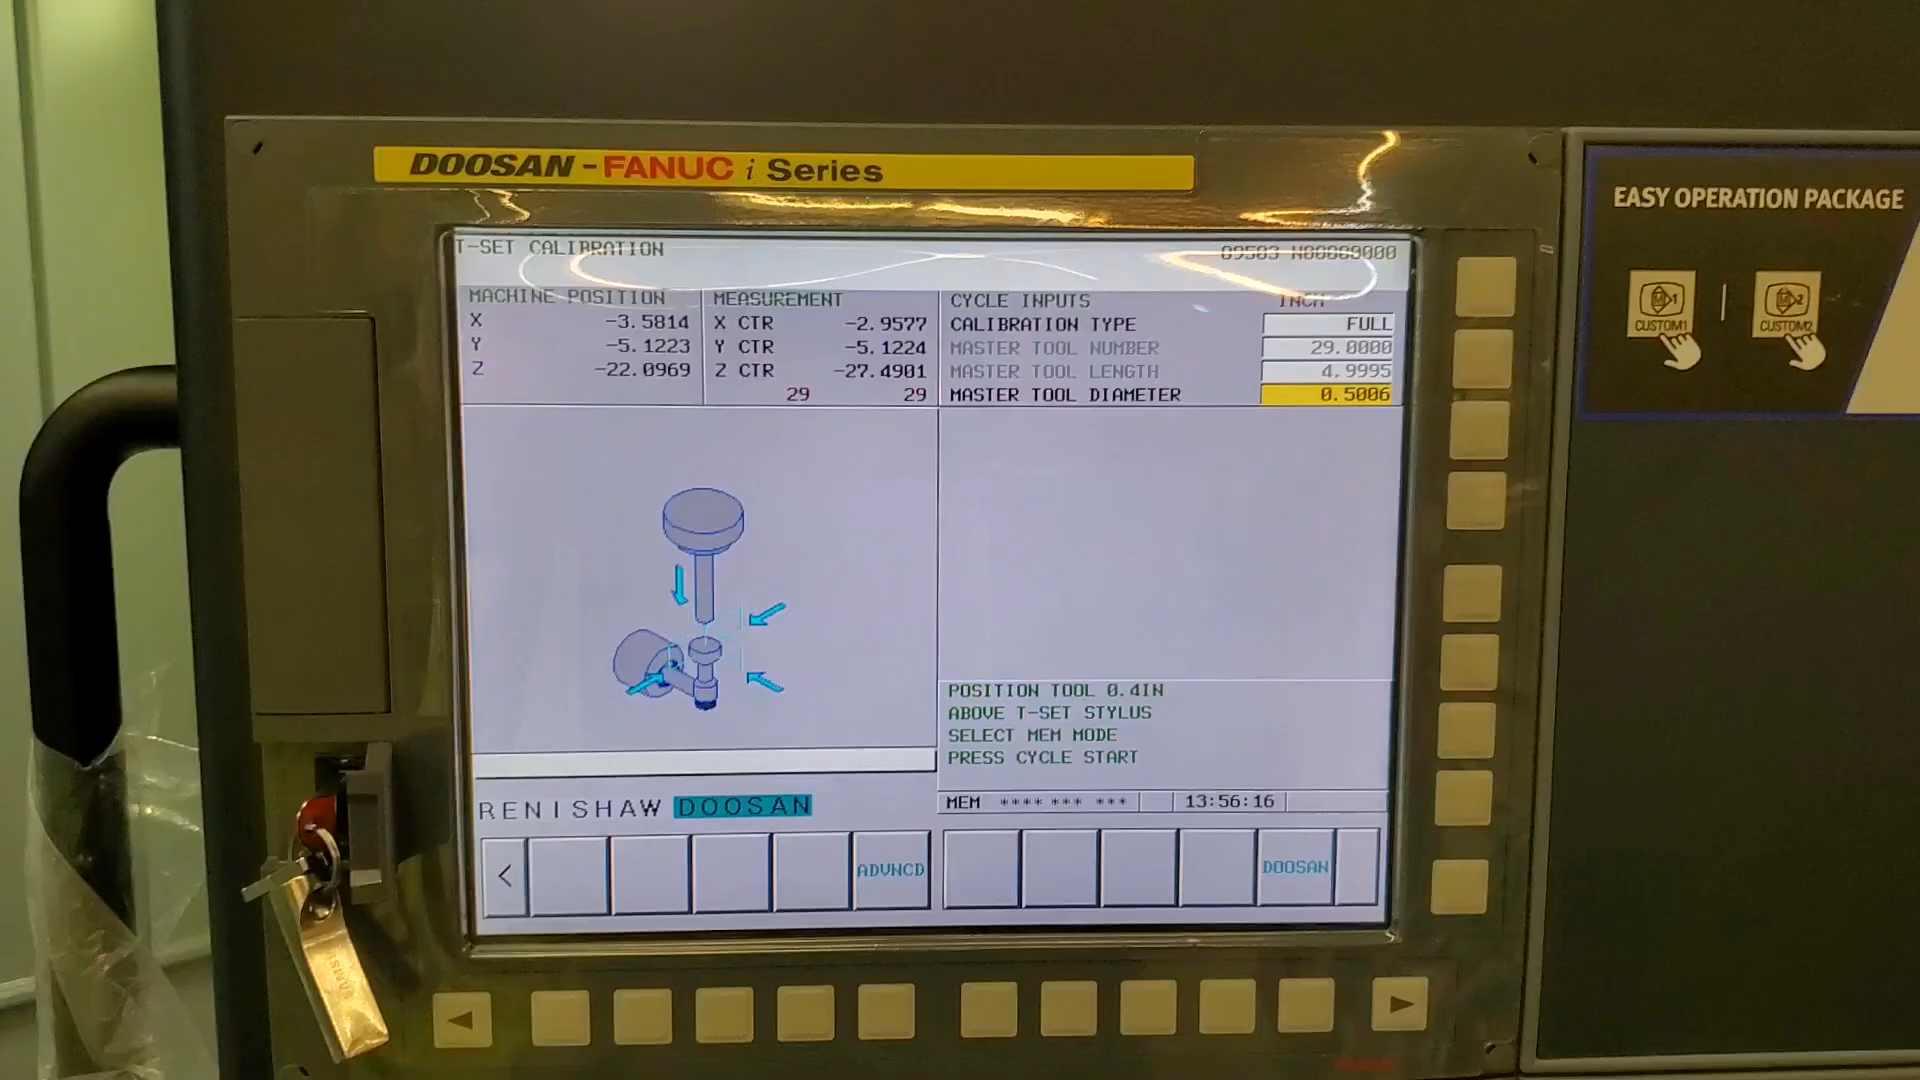 DOOSAN-FANUC i Series
EASY OPERATION PACKAGE
CUSTOM1
CUSTOM2
T-SET CALIBRATION
O9503 N00000000
MACHINE POSITION
X -3.5814
Y -5.1223
Z -22.0969
MEASUREMENT
X CTR -2.9577
Y CTR -5.1224
Z CTR -27.4901
29 29
CYCLE INPUTS INCH
CALIBRATION TYPE FULL
MASTER TOOL NUMBER 29.0000
MASTER TOOL LENGTH 4.9995
MASTER TOOL DIAMETER 0.5006
POSITION TOOL 0.4IN
ABOVE T-SET STYLUS
SELECT MEM MODE
PRESS CYCLE START
RENISHAW DOOSAN
MEM **** *** *** 13:56:16
< ADVNCD DOOSAN